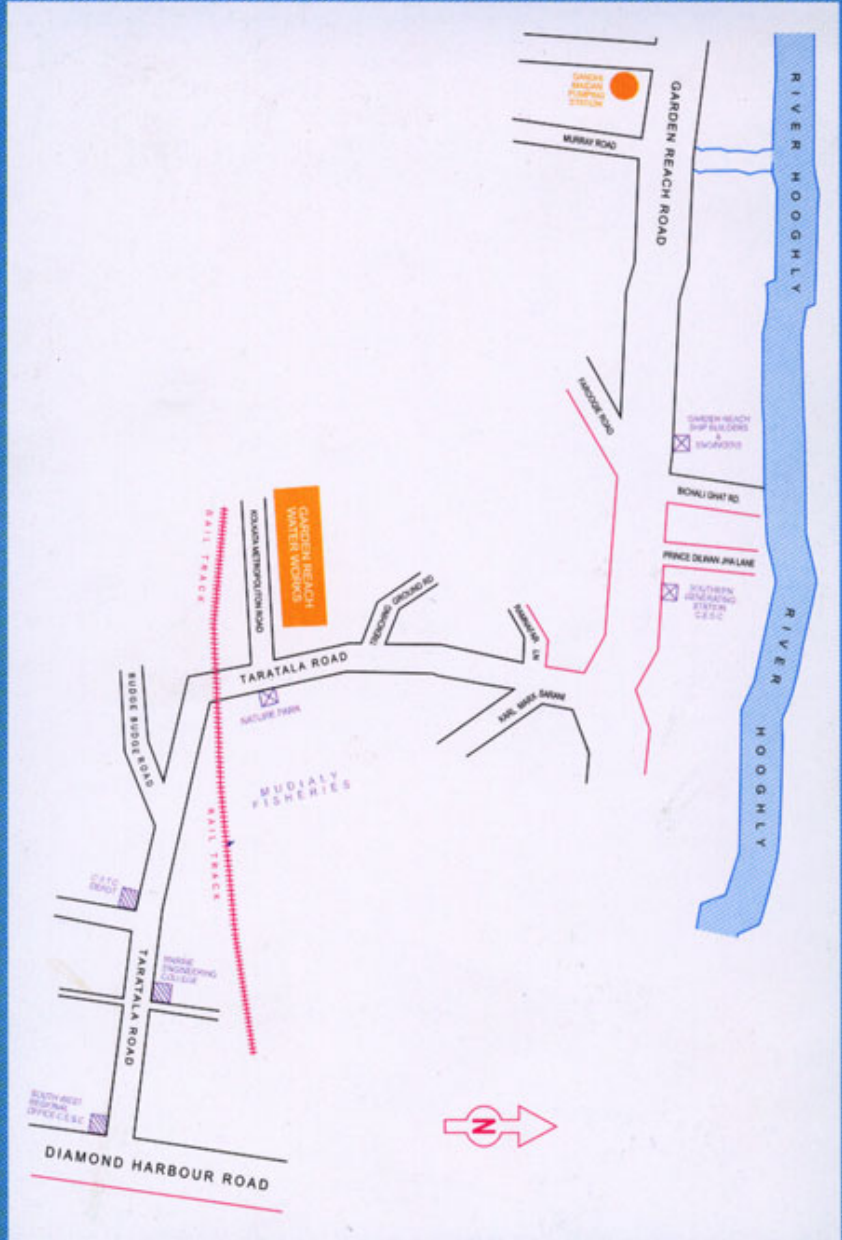 RIVER HOOGHLY
GANDHI
MAIDAN
PUMPING
STATION
GARDEN REACH ROAD
MURRAY ROAD
FAROOQIE ROAD
GARDEN REACH
SHIP BUILDERS
&
ENGINEERS
BICHALI GHAT RD.
PRINCE DILWAN JHA LANE
SOUTHERN
GENERATING
STATION
C.E.S.C
RIVER HOOGHLY
GARDEN REACH
WATER WORKS
KOLKATA METROPOLITON ROAD
RAIL TRACK
TRENCHING GROUND RD
TARATALA ROAD
NATURE PARK
KARL MARX SARANI
BUDGE BUDGE ROAD
MUDIALY
FISHERIES
RAIL TRACK
C.S.T.C
DEPOT
MARINE
ENGINEERING
COLLEGE
TARATALA ROAD
SOUTH WEST
REGIONAL
OFFICE C.E.S.C
N
DIAMOND HARBOUR ROAD